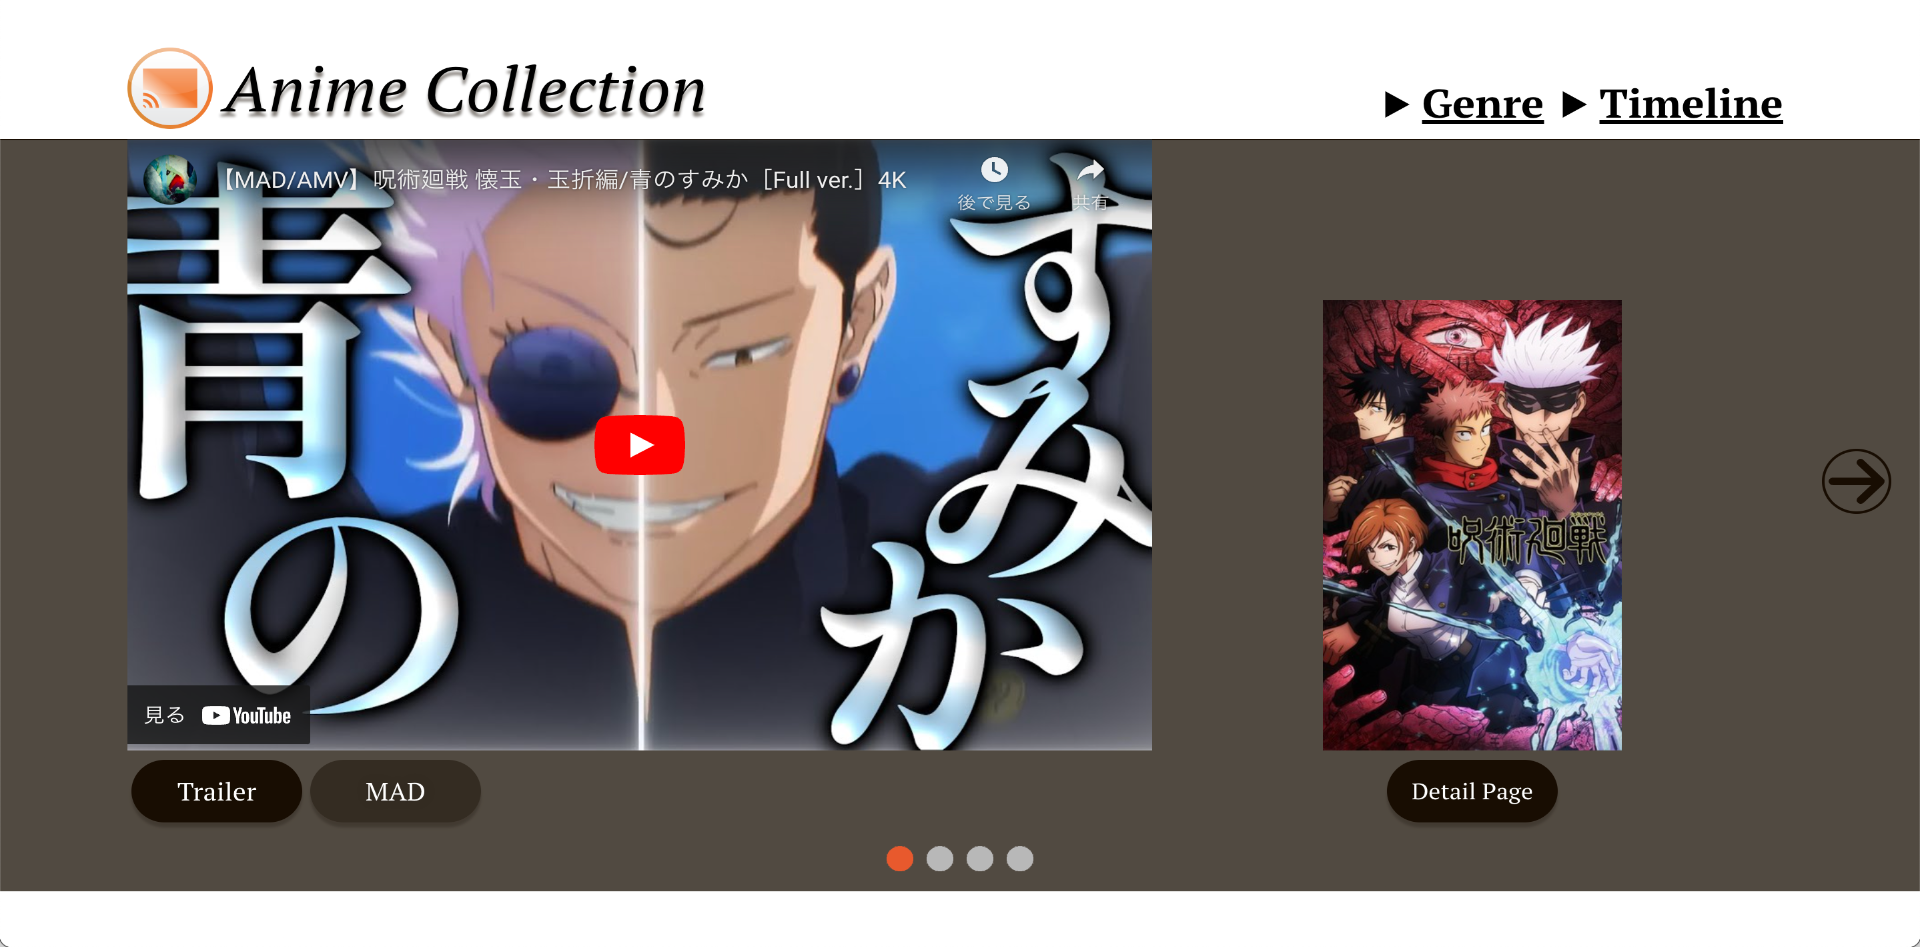 Anime Collection
▶ Genre ▶ Timeline
【MAD/AMV】呪術廻戦 懐玉・玉折編/青のすみか［Full ver.］4K
後で見る
共有
青の
すみか
呪術廻戦
見る YouTube
Trailer
MAD
Detail Page